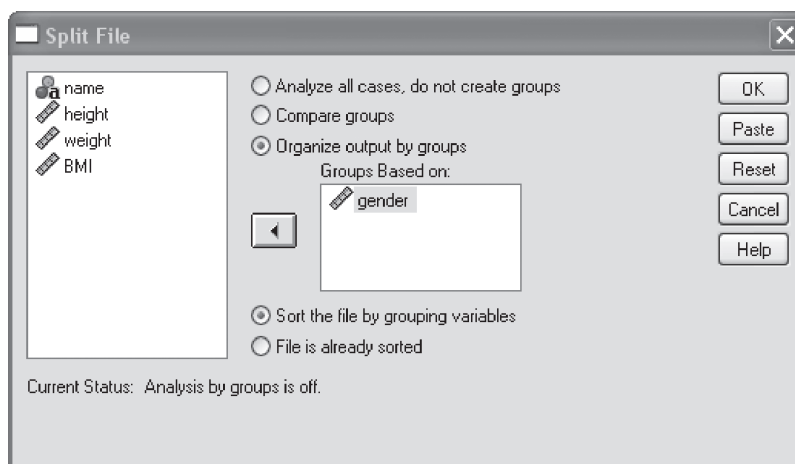 Split File
name
height
weight
BMI
Analyze all cases, do not create groups
Compare groups
Organize output by groups
Groups Based on:
gender
Sort the file by grouping variables
File is already sorted
OK
Paste
Reset
Cancel
Help
Current Status: Analysis by groups is off.